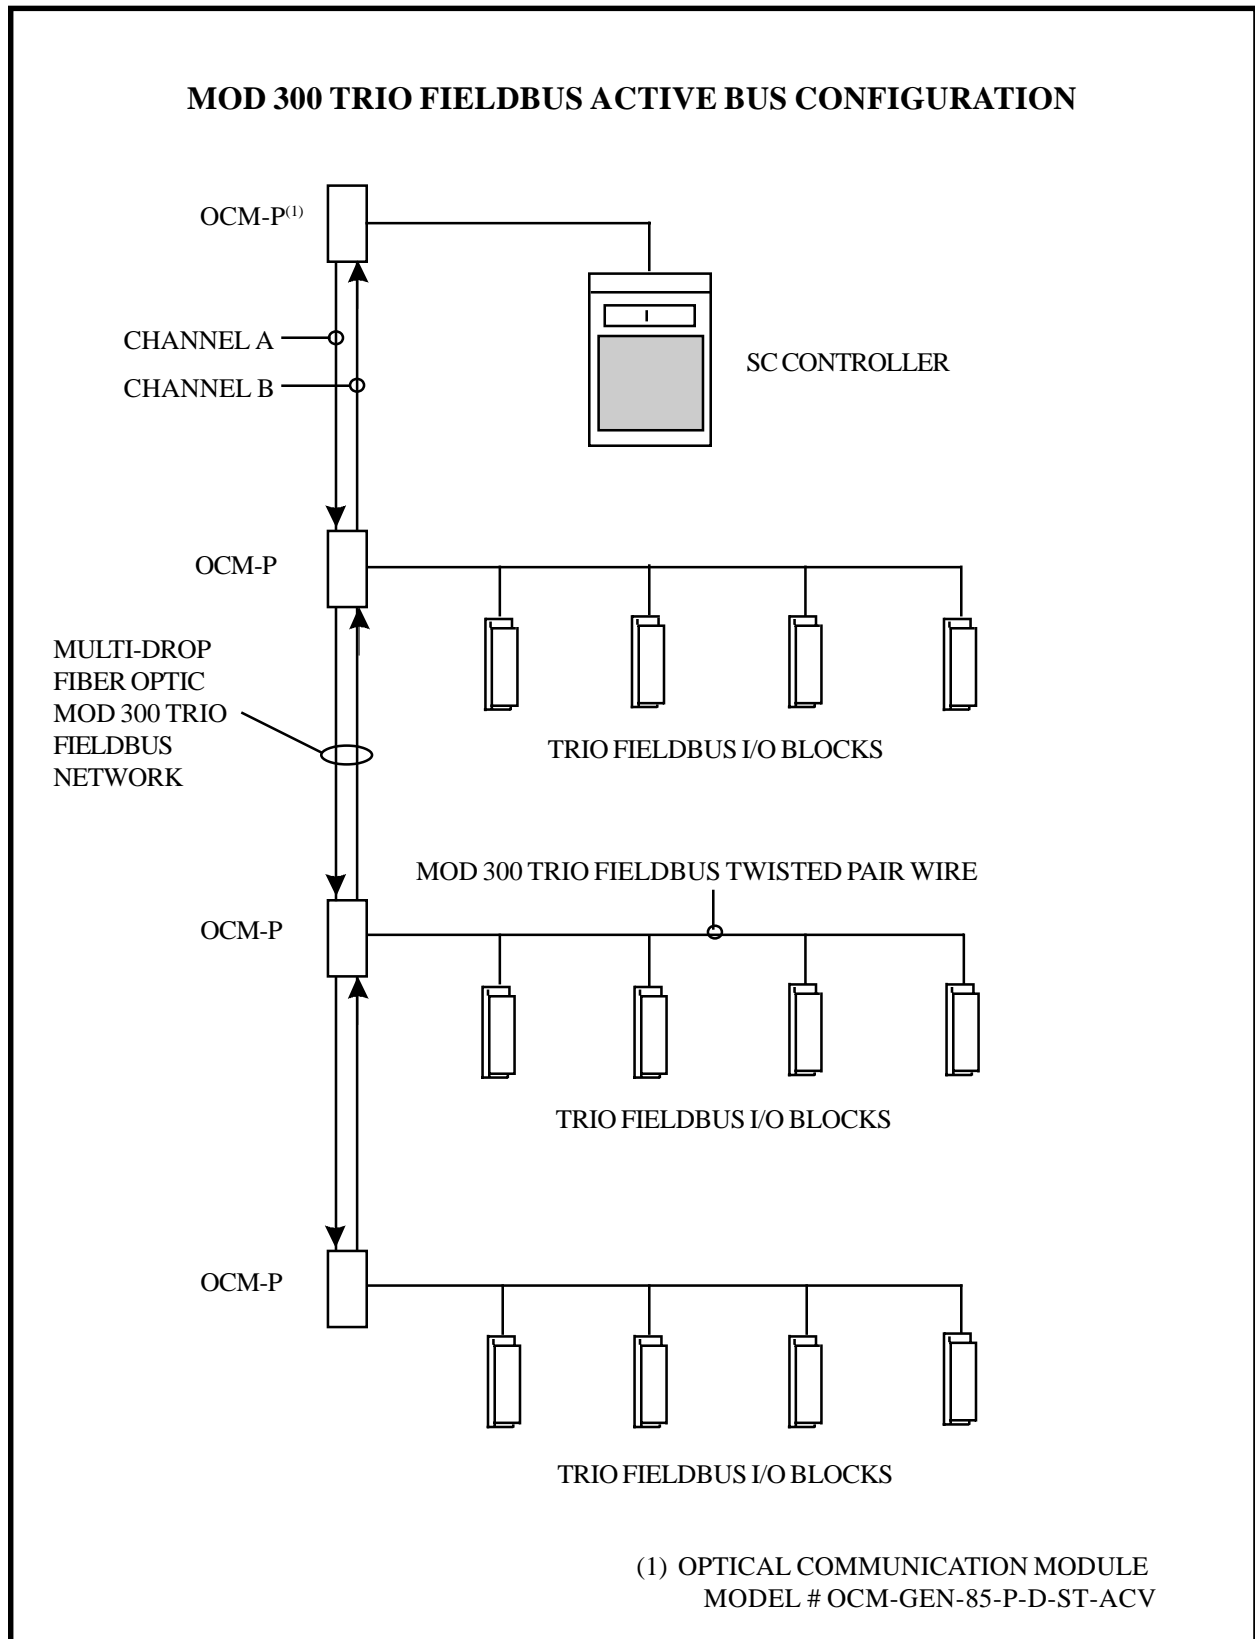 MOD 300 TRIO FIELDBUS ACTIVE BUS CONFIGURATION
OCM-P(1)
CHANNEL A
CHANNEL B
SC CONTROLLER
OCM-P
MULTI-DROP
FIBER OPTIC
MOD 300 TRIO
FIELDBUS
NETWORK
TRIO FIELDBUS I/O BLOCKS
MOD 300 TRIO FIELDBUS TWISTED PAIR WIRE
OCM-P
TRIO FIELDBUS I/O BLOCKS
OCM-P
TRIO FIELDBUS I/O BLOCKS
(1) OPTICAL COMMUNICATION MODULE
MODEL # OCM-GEN-85-P-D-ST-ACV